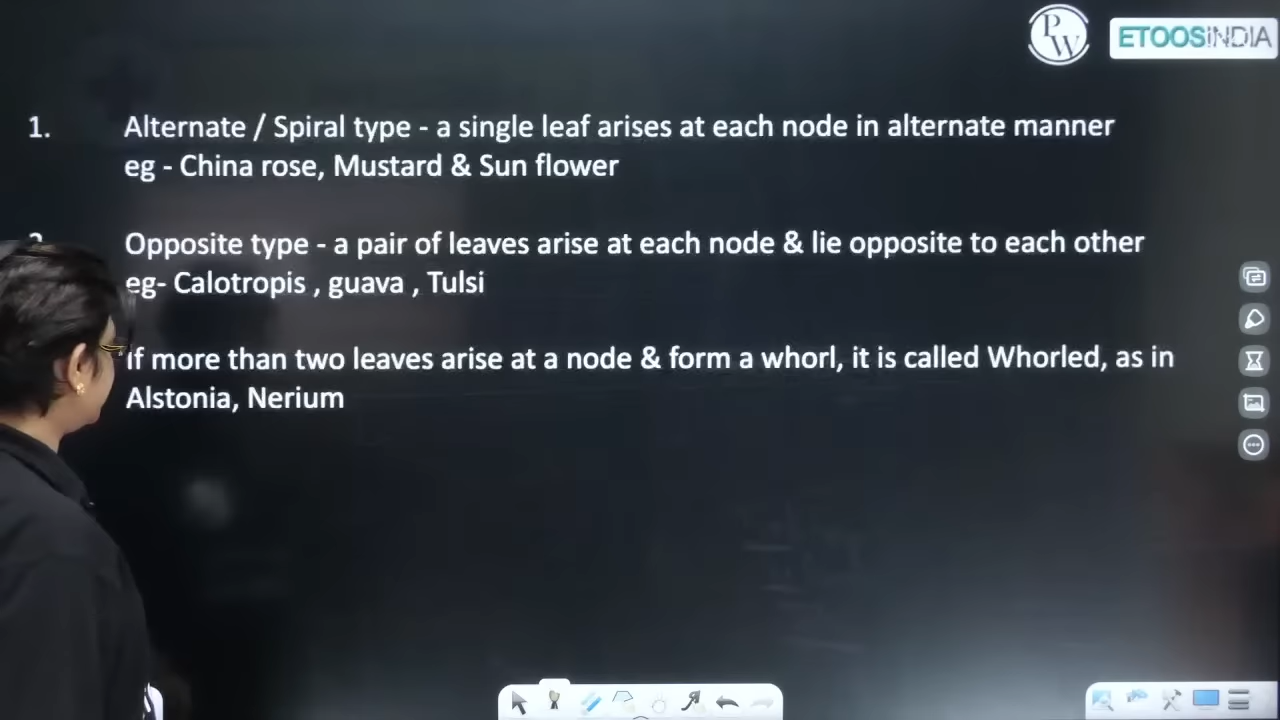 PW
ETOOSINDIA
1. Alternate / Spiral type - a single leaf arises at each node in alternate manner
eg - China rose, Mustard & Sun flower
Opposite type - a pair of leaves arise at each node & lie opposite to each other
eg- Calotropis , guava , Tulsi
If more than two leaves arise at a node & form a whorl, it is called Whorled, as in
Alstonia, Nerium